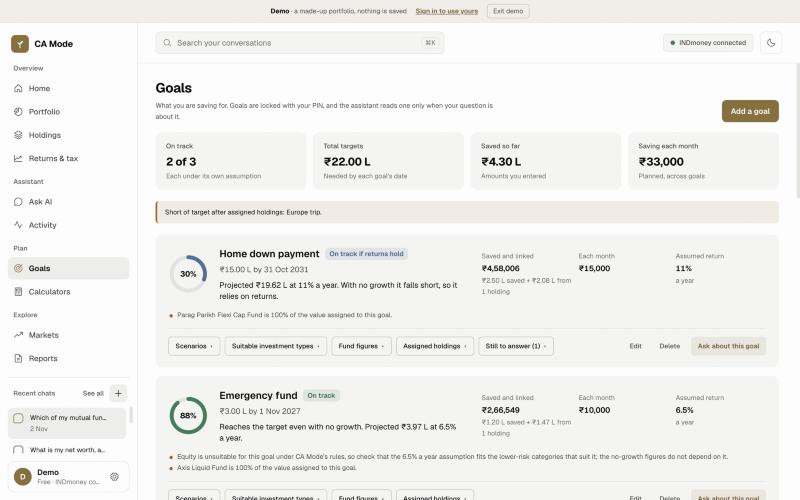 Demo · a made-up portfolio, nothing is saved Sign in to use yours Exit demo
CA Mode
Search your conversations
⌘K
INDmoney connected
Overview
Home
Portfolio
Holdings
Returns & tax
Assistant
Ask AI
Activity
Plan
Goals
Calculators
Explore
Markets
Reports
Recent chats See all
Which of my mutual fun...
2 Nov
What is my net worth, a...
D
Demo
Free · INDmoney co...
Goals
What you are saving for. Goals are locked with your PIN, and the assistant reads one only when your question is
about it.
Add a goal
On track
2 of 3
Each under its own assumption
Total targets
₹22.00 L
Needed by each goal's date
Saved so far
₹4.30 L
Amounts you entered
Saving each month
₹33,000
Planned, across goals
Short of target after assigned holdings: Europe trip.
30%
Home down payment On track if returns hold
₹15.00 L by 31 Oct 2031
Projected ₹19.62 L at 11% a year. With no growth it falls short, so it
relies on returns.
Saved and linked
₹4,58,006
₹2.50 L saved + ₹2.08 L from
1 holding
Each month
₹15,000
Assumed return
11%
a year
Parag Parikh Flexi Cap Fund is 100% of the value assigned to this goal.
Scenarios Suitable investment types Fund figures Assigned holdings Still to answer (1) Edit Delete Ask about this goal
88%
Emergency fund On track
₹3.00 L by 1 Nov 2027
Reaches the target even with no growth. Projected ₹3.97 L at 6.5%
a year.
Saved and linked
₹2,66,549
₹1.20 L saved + ₹1.47 L from
1 holding
Each month
₹10,000
Assumed return
6.5%
a year
Equity is unsuitable for this goal under CA Mode's rules, so check that the 6.5% a year assumption fits the lower-risk categories that suit it; the no-growth figures do not depend on it.
Axis Liquid Fund is 100% of the value assigned to this goal.
Scenarios Suitable investment types Fund figures Assigned holdings Edit Delete Ask about this goal